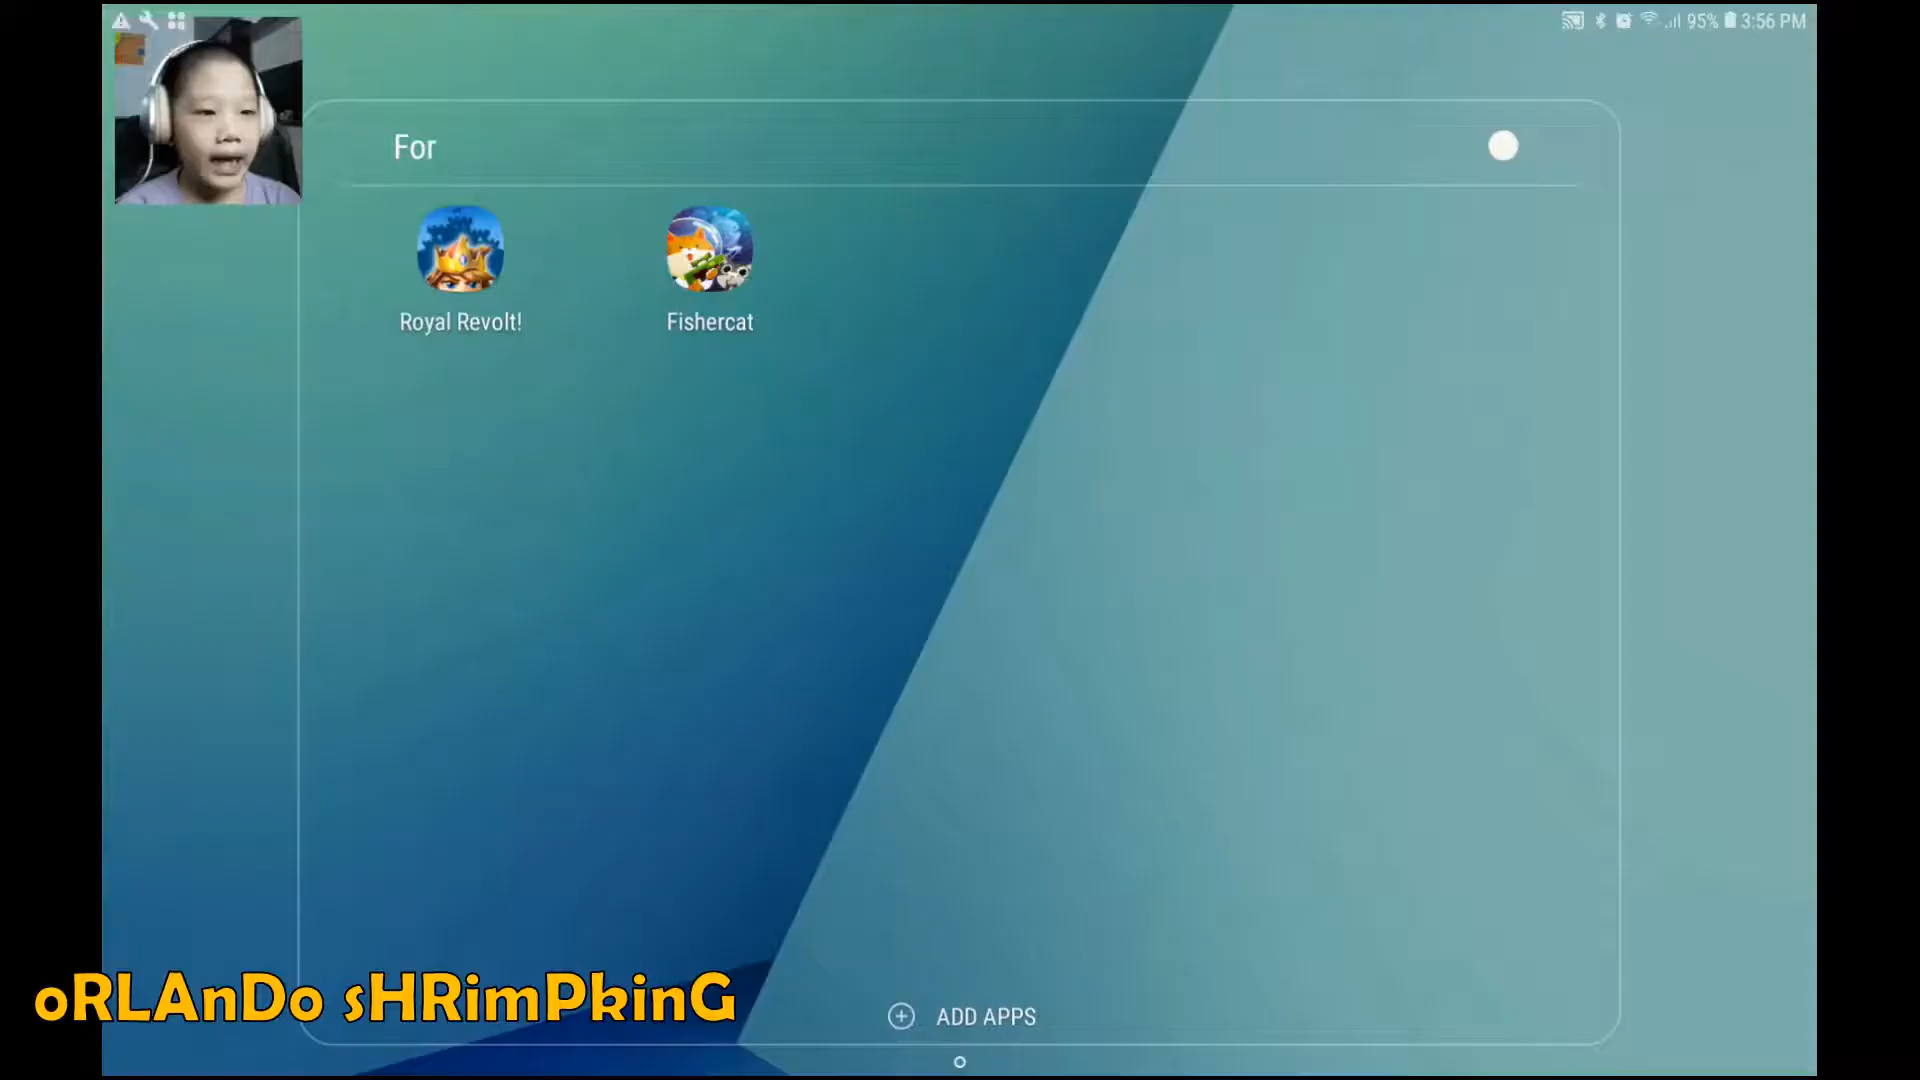 95% 3:56 PM
For
Royal Revolt!
Fishercat
ADD APPS
oRLAnDo sHRimPkinG